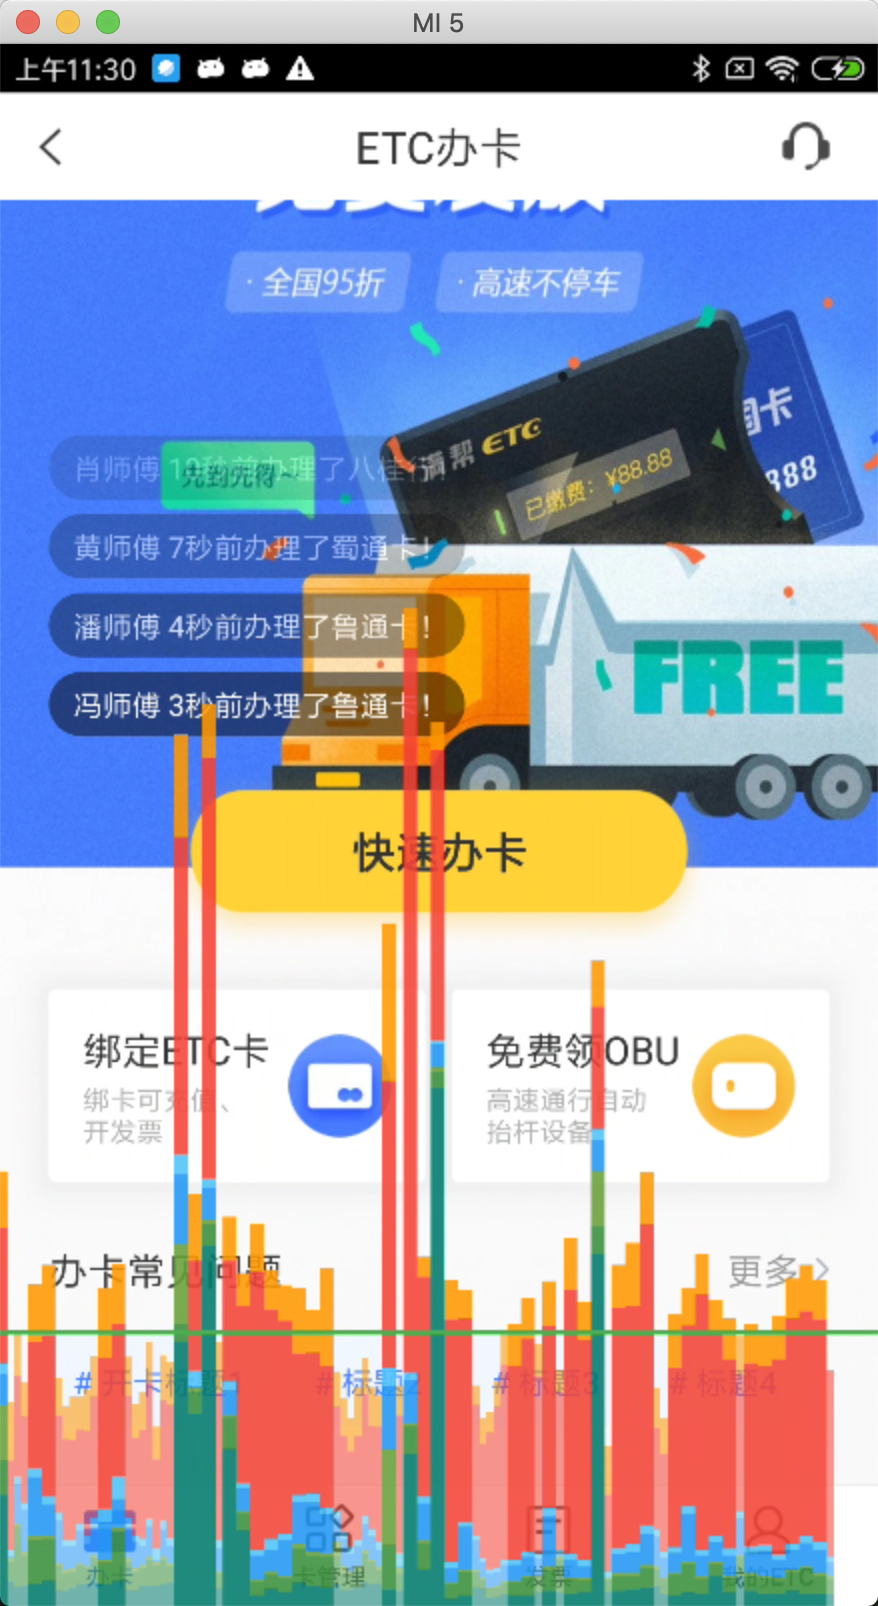 MI 5
上午11:30
ETC办卡
· 全国95折
· 高速不停车
国卡
888
满帮 ETC
已缴费：¥88.88
先到先得~
肖师傅 10秒前办理了八桂行!
黄师傅 7秒前办理了蜀通卡!
潘师傅 4秒前办理了鲁通卡!
冯师傅 3秒前办理了鲁通卡!
FREE
快速办卡
绑定ETC卡
绑卡可充值、
开发票
免费领OBU
高速通行自动
抬杆设备
办卡常见问题
更多
# 开卡标题1
# 标题2
# 标题3
# 标题4
办卡
卡管理
发票
我的ETC